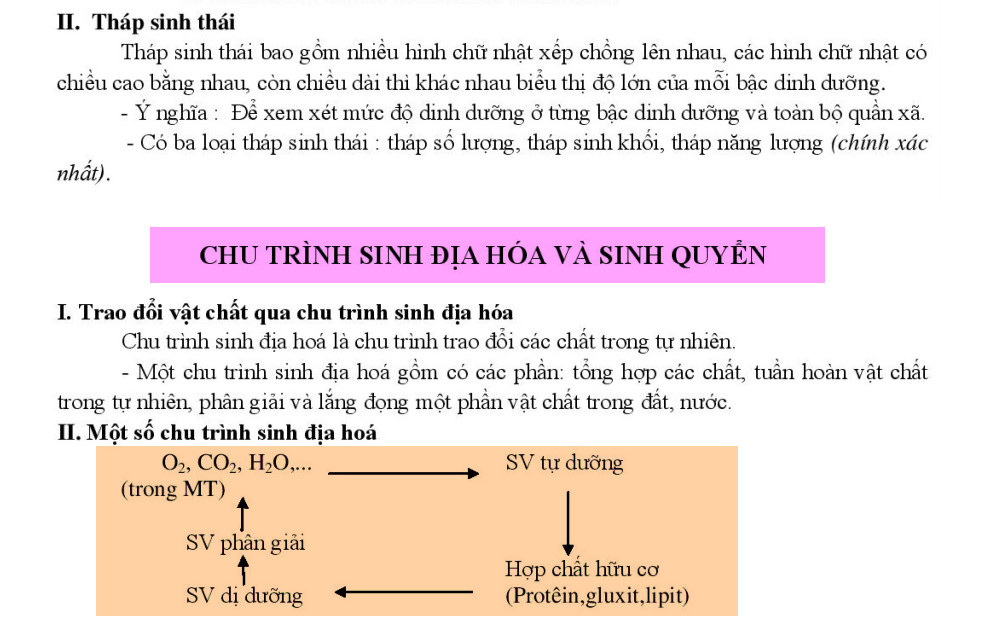 II. Tháp sinh thái
Tháp sinh thái bao gồm nhiều hình chữ nhật xếp chồng lên nhau, các hình chữ nhật có
chiều cao bằng nhau, còn chiều dài thì khác nhau biểu thị độ lớn của mỗi bậc dinh dưỡng.
- Ý nghĩa : Để xem xét mức độ dinh dưỡng ở từng bậc dinh dưỡng và toàn bộ quần xã.
- Có ba loại tháp sinh thái : tháp số lượng, tháp sinh khối, tháp năng lượng (chính xác
nhất).
CHU TRÌNH SINH ĐỊA HÓA VÀ SINH QUYỂN
I. Trao đổi vật chất qua chu trình sinh địa hóa
Chu trình sinh địa hoá là chu trình trao đổi các chất trong tự nhiên.
- Một chu trình sinh địa hoá gồm có các phần: tổng hợp các chất, tuần hoàn vật chất
trong tự nhiên, phân giải và lắng đọng một phần vật chất trong đất, nước.
II. Một số chu trình sinh địa hoá
O₂, CO₂, H₂O,... SV tự dưỡng
(trong MT)
SV phân giải
Hợp chất hữu cơ
SV dị dưỡng (Prôtêin,gluxit,lipit)